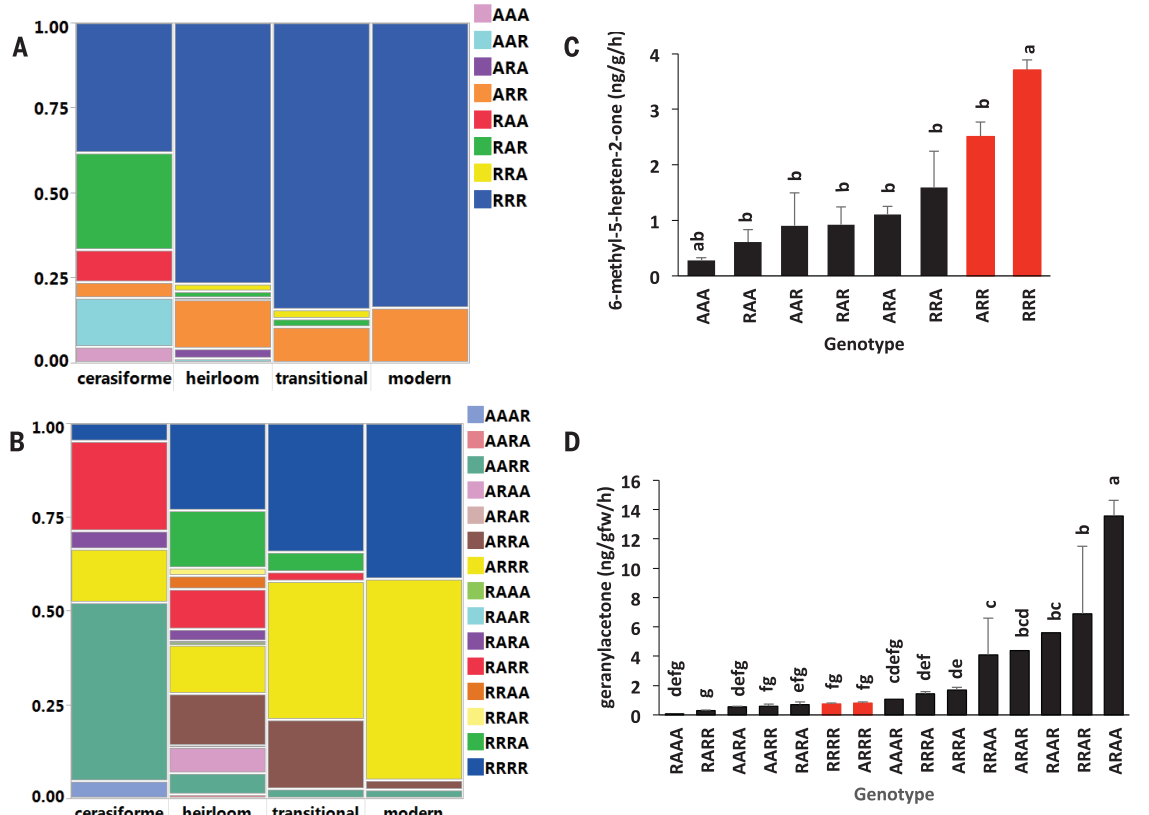 A
1.00
0.75
0.50
0.25
0.00
cerasiforme heirloom transitional modern
AAA
AAR
ARA
ARR
RAA
RAR
RRA
RRR
C
6-methyl-5-hepten-2-one (ng/g/h)
4
3
2
1
0
ab b b b b b b a
AAA RAA AAR RAR ARA RRA ARR RRR
Genotype
B
1.00
0.75
0.50
0.25
0.00
cerasiforme heirloom transitional modern
AAAR
AARA
AARR
ARAA
ARAR
ARRA
ARRR
RAAA
RAAR
RARA
RARR
RRAA
RRAR
RRRA
RRRR
D
geranylacetone (ng/gfw/h)
16
14
12
10
8
6
4
2
0
defg g defg fg efg fg fg cdefg def de c bcd bc b a
RAAA RARR AARA AARR RARA RRRR ARRR AAAR RRRA ARRA RRAA ARAR RAAR RRAR ARAA
Genotype